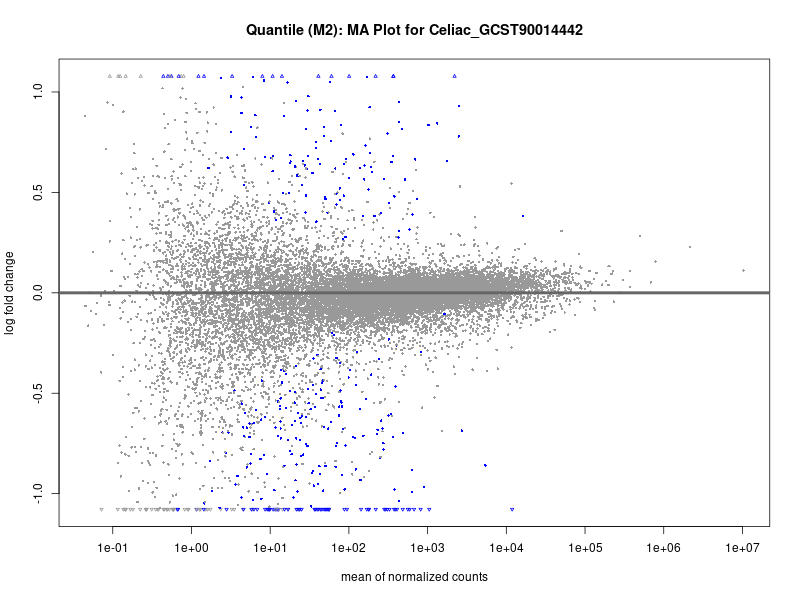 Quantile (M2): MA Plot for Celiac_GCST90014442
log fold change
1.0
0.5
0.0
-0.5
-1.0
1e-01 1e+00 1e+01 1e+02 1e+03 1e+04 1e+05 1e+06 1e+07
mean of normalized counts